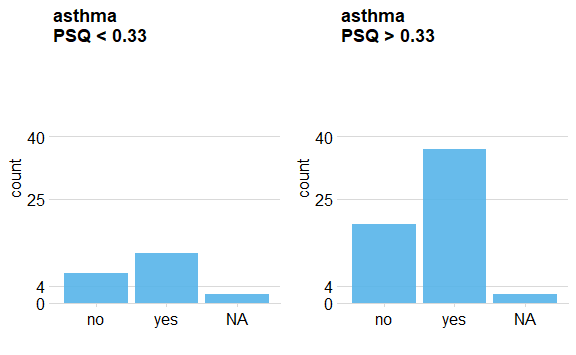 asthma
PSQ < 0.33
count
40
25
4
0
no yes NA
asthma
PSQ > 0.33
count
40
25
4
0
no yes NA